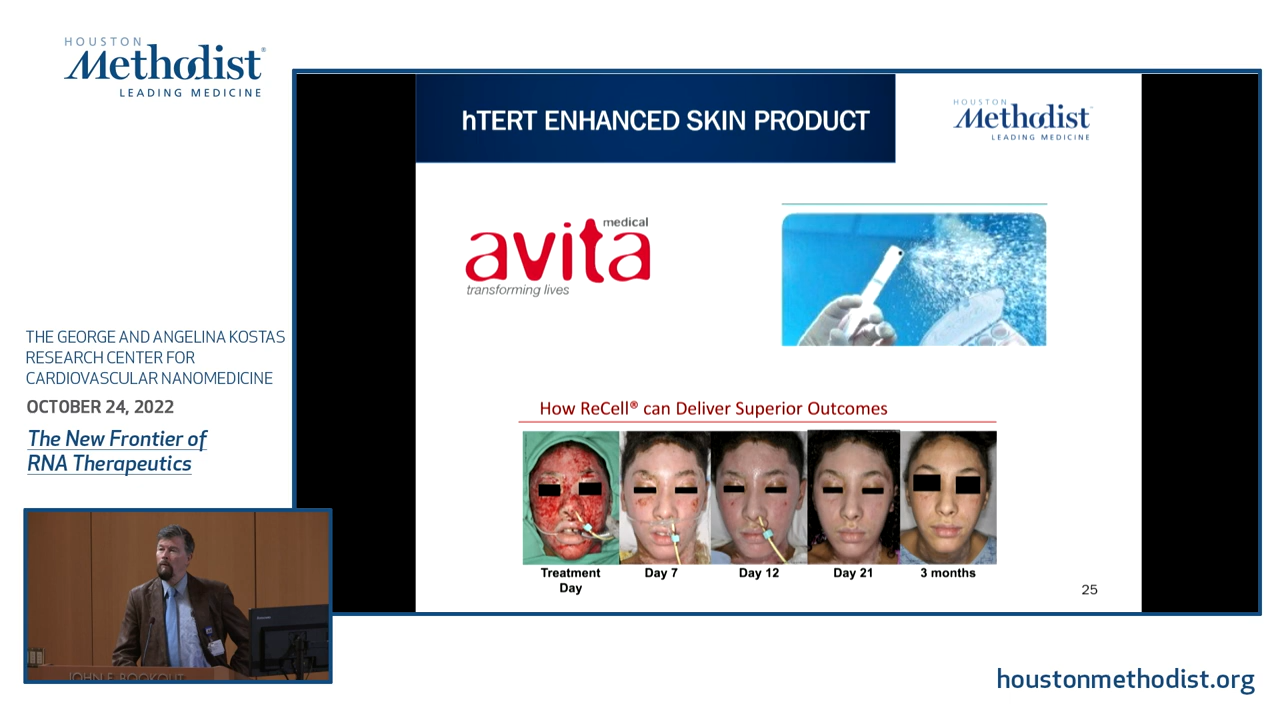 HOUSTON
Methodist®
LEADING MEDICINE
THE GEORGE AND ANGELINA KOSTAS
RESEARCH CENTER FOR
CARDIOVASCULAR NANOMEDICINE
OCTOBER 24, 2022
The New Frontier of
RNA Therapeutics
hTERT ENHANCED SKIN PRODUCT
HOUSTON
Methodist
LEADING MEDICINE
medical
avita
transforming lives
How ReCell® can Deliver Superior Outcomes
Treatment Day
Day 7
Day 12
Day 21
3 months
25
JOHN F BOOKOUT
houstonmethodist.org